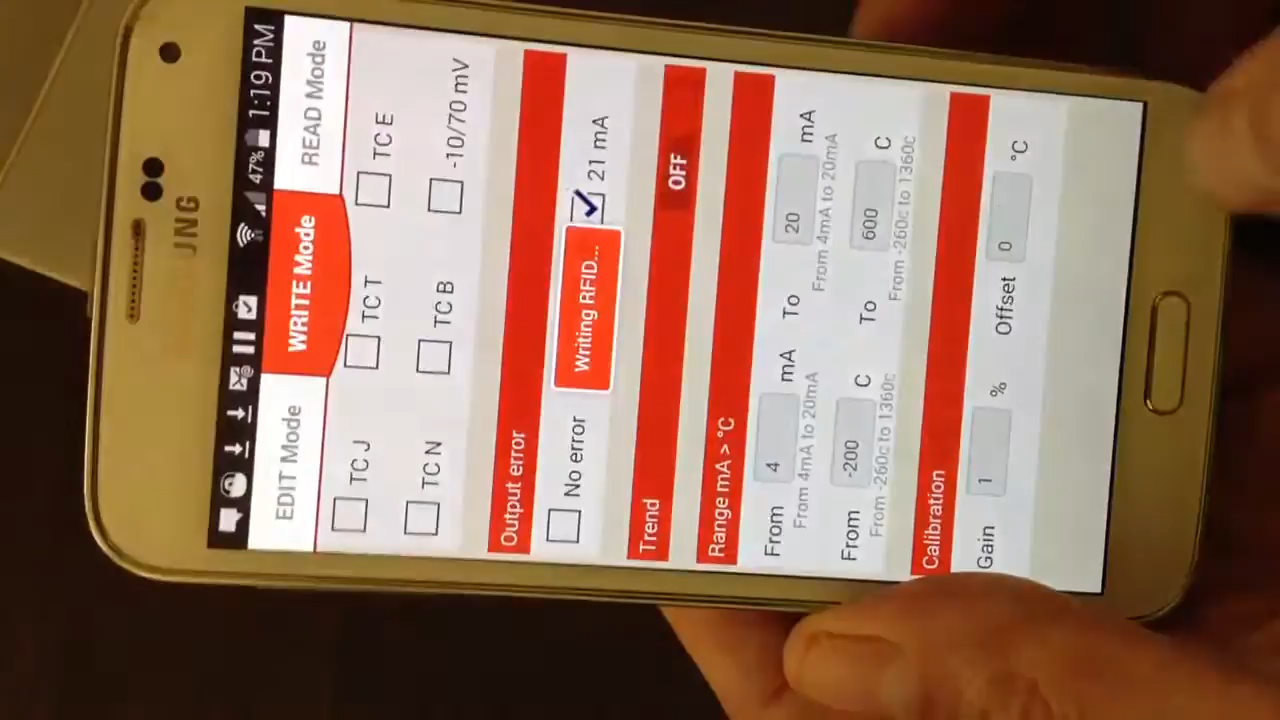 JNG
47% 1:19 PM
EDIT Mode WRITE Mode READ Mode
TC J TC T TC E
TC N TC B -10/70 mV
Output error
No error 21 mA
Writing RFID...
Trend OFF
Range mA > °C
From 4 mA To 20 mA
From 4mA to 20mA From 4mA to 20mA
From -200 C To 600 C
From -260c to 1360c From -260c to 1360c
Calibration
Gain 1 % Offset 0 °C